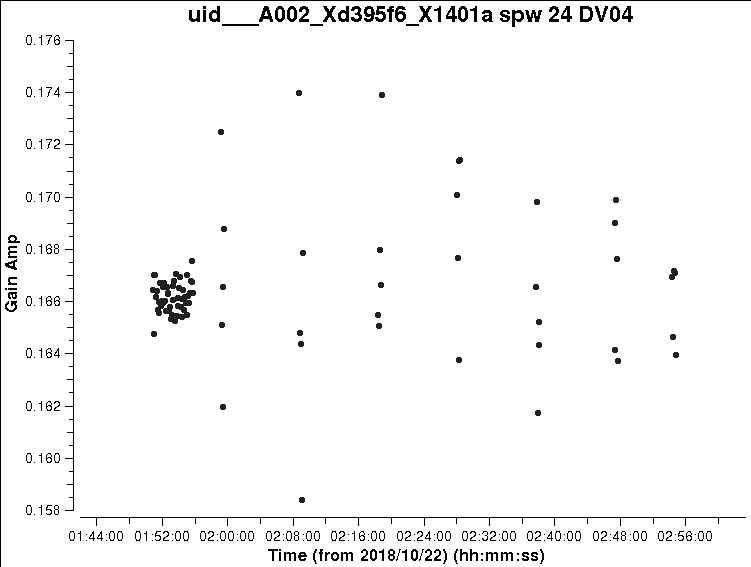 uid___A002_Xd395f6_X1401a spw 24 DV04
0.176
0.174
0.172
0.170
0.168
0.166
0.164
0.162
0.160
0.158
Gain Amp
01:44:00 01:52:00 02:00:00 02:08:00 02:16:00 02:24:00 02:32:00 02:40:00 02:48:00 02:56:00
Time (from 2018/10/22) (hh:mm:ss)